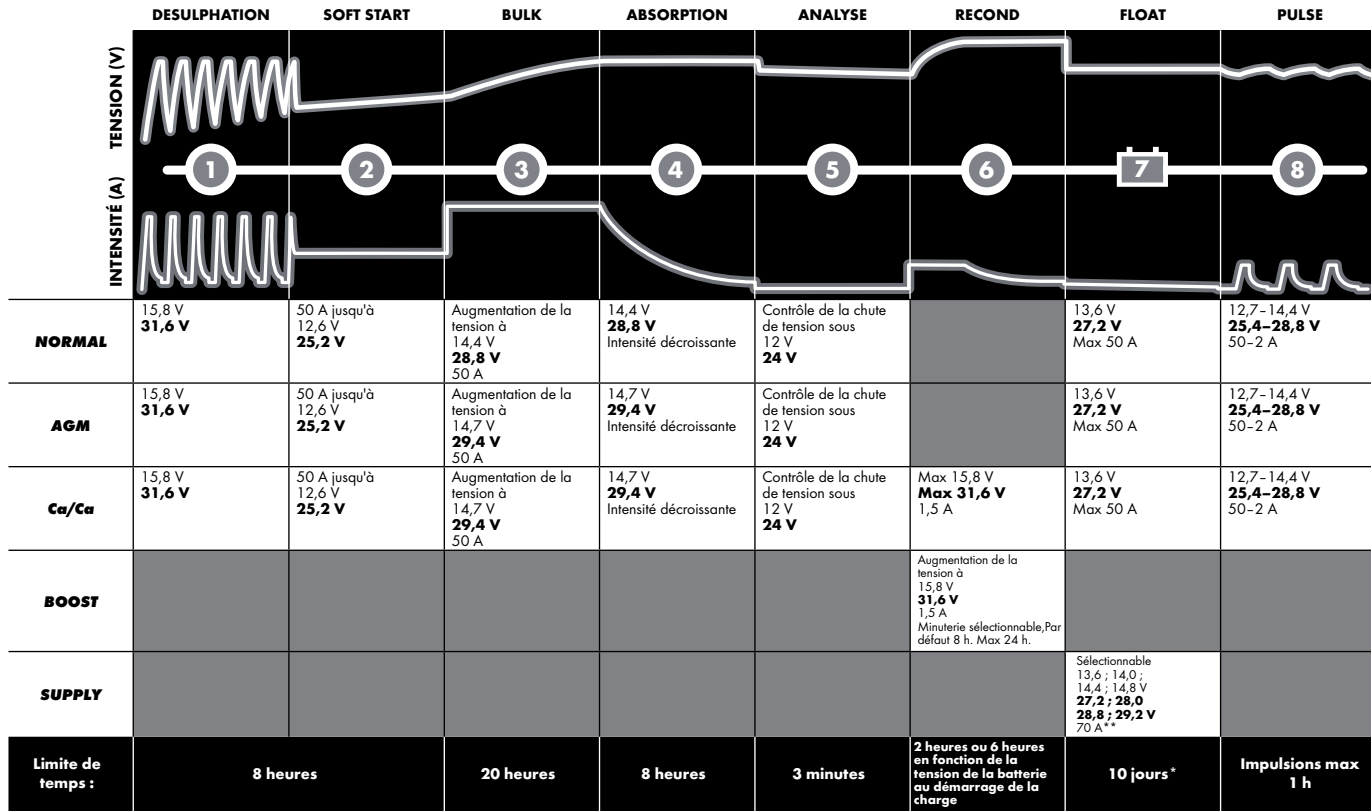 DESULPHATION SOFT START BULK ABSORPTION ANALYSE RECOND FLOAT PULSE
TENSION (V)
1 2 3 4 5 6 7 8
INTENSITÉ (A)
NORMAL
15,8 V
31,6 V
50 A jusqu'à
12,6 V
25,2 V
Augmentation de la
tension à
14,4 V
28,8 V
50 A
14,4 V
28,8 V
Intensité décroissante
Contrôle de la chute
de tension sous
12 V
24 V
13,6 V
27,2 V
Max 50 A
12,7–14,4 V
25,4–28,8 V
50–2 A
AGM
15,8 V
31,6 V
50 A jusqu'à
12,6 V
25,2 V
Augmentation de la
tension à
14,7 V
29,4 V
50 A
14,7 V
29,4 V
Intensité décroissante
Contrôle de la chute
de tension sous
12 V
24 V
13,6 V
27,2 V
Max 50 A
12,7–14,4 V
25,4–28,8 V
50–2 A
Ca/Ca
15,8 V
31,6 V
50 A jusqu'à
12,6 V
25,2 V
Augmentation de la
tension à
14,7 V
29,4 V
50 A
14,7 V
29,4 V
Intensité décroissante
Contrôle de la chute
de tension sous
12 V
24 V
Max 15,8 V
Max 31,6 V
1,5 A
13,6 V
27,2 V
Max 50 A
12,7–14,4 V
25,4–28,8 V
50–2 A
BOOST
Augmentation de la
tension à
15,8 V
31,6 V
1,5 A
Minuterie sélectionnable,Par
défaut 8 h. Max 24 h.
SUPPLY
Sélectionnable
13,6 ; 14,0 ;
14,4 ; 14,8 V
27,2 ; 28,0
28,8 ; 29,2 V
70 A**
Limite de
temps :
8 heures
20 heures
8 heures
3 minutes
2 heures ou 6 heures
en fonction de la
tension de la batterie
au démarrage de la
charge
10 jours*
Impulsions max
1 h